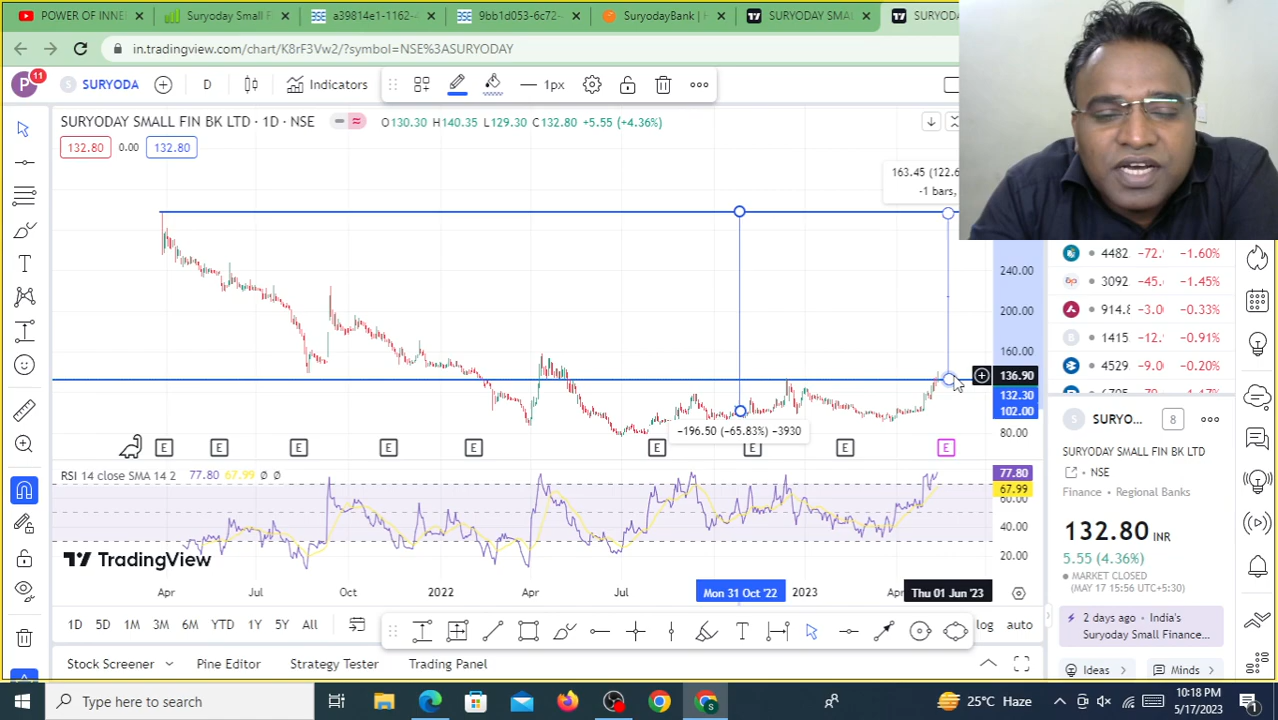 POWER OF INNE
Suryoday Small F
a39814e1-1162-4
9bb1d053-6c72-
SuryodayBank | H
SURYODAY SMAL
SURYODA
in.tradingview.com/chart/K8rF3Vw2/?symbol=NSE%3ASURYODAY
P
11
S
SURYODA
D
Indicators
1px
SURYODAY SMALL FIN BK LTD · 1D · NSE
O130.30 H140.35 L129.30 C132.80 +5.55 (+4.36%)
132.80
0.00
132.80
163.45 (122.6
-1 bars,
240.00
200.00
160.00
136.90
132.30
102.00
80.00
−196.50 (−65.83%) −3930
E E E E E E E E E
RSI 14 close SMA 14 2 77.80 67.99 Ø Ø
77.80
67.99
60.00
40.00
20.00
TradingView
Apr
Jul
Oct
2022
Apr
Jul
Mon 31 Oct '22
2023
Apr
Thu 01 Jun '23
1D 5D 1M 3M 6M YTD 1Y 5Y All
log auto
Stock Screener
Pine Editor
Strategy Tester
Trading Panel
4482 −1.60%
3092 −1.45%
914.8 −0.33%
1415 −0.91%
4529 −0.20%
S
SURYO...
8
SURYODAY SMALL FIN BK LTD
NSE
Finance • Regional Banks
132.80 INR
5.55 (4.36%)
MARKET CLOSED
(MAY 17 15:56 UTC+5:30)
2 days ago • India's
Suryoday Small Finance...
Ideas
Minds
Type here to search
25°C Haze
10:18 PM
5/17/2023
1